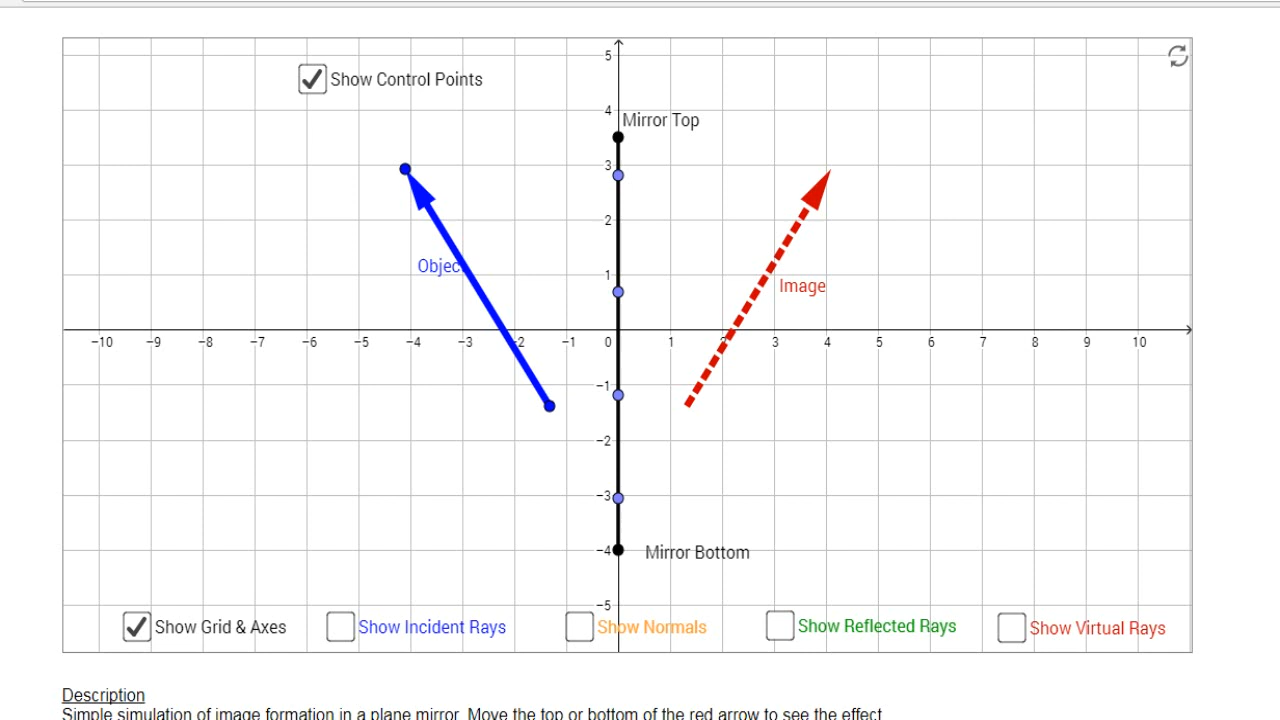 5
Show Control Points
4
Mirror Top
3
2
Object
1
Image
−10 −9 −8 −7 −6 −5 −4 −3 −2 −1 0 1 2 3 4 5 6 7 8 9 10
−1
−2
−3
−4
Mirror Bottom
−5
Show Grid & Axes
Show Incident Rays
Show Normals
Show Reflected Rays
Show Virtual Rays
Description
Simple simulation of image formation in a plane mirror. Move the top or bottom of the red arrow to see the effect